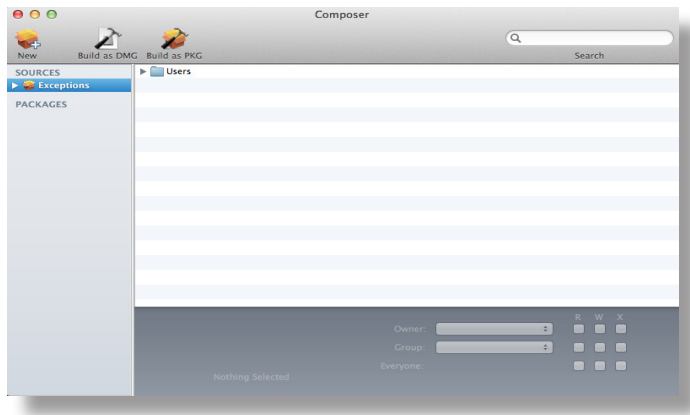 Composer
New Build as DMG Build as PKG
Search
SOURCES
Exceptions
PACKAGES
Users
R W X
Owner:
Group:
Everyone:
Nothing Selected